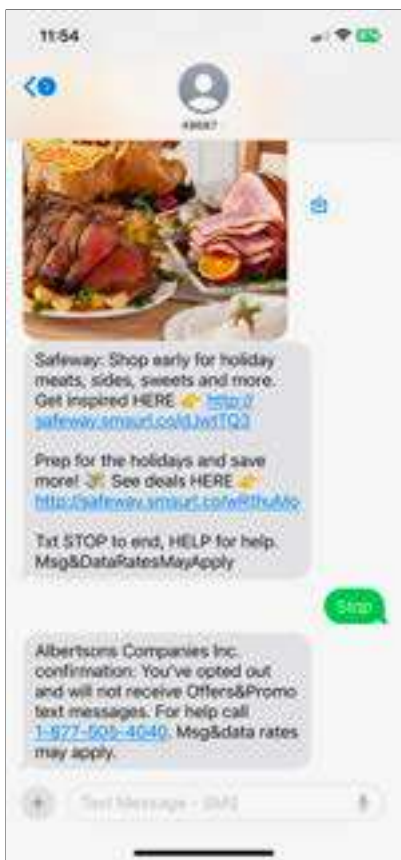 11:54
Safeway: Shop early for holiday
meats, sides, sweets and more.
Get inspired HERE 👉 http://
safeway.smsurl.co/
Prep for the holidays and save
more! 💸 See deals HERE 👉
http://safeway.smsurl.co/
Txt STOP to end, HELP for help.
Msg&DataRatesMayApply
Stop
Albertsons Companies Inc.
confirmation: You've opted out
and will not receive Offers&Promo
text messages. For help call
1-877-505-4040. Msg&data rates
may apply.
Text Message - SMS